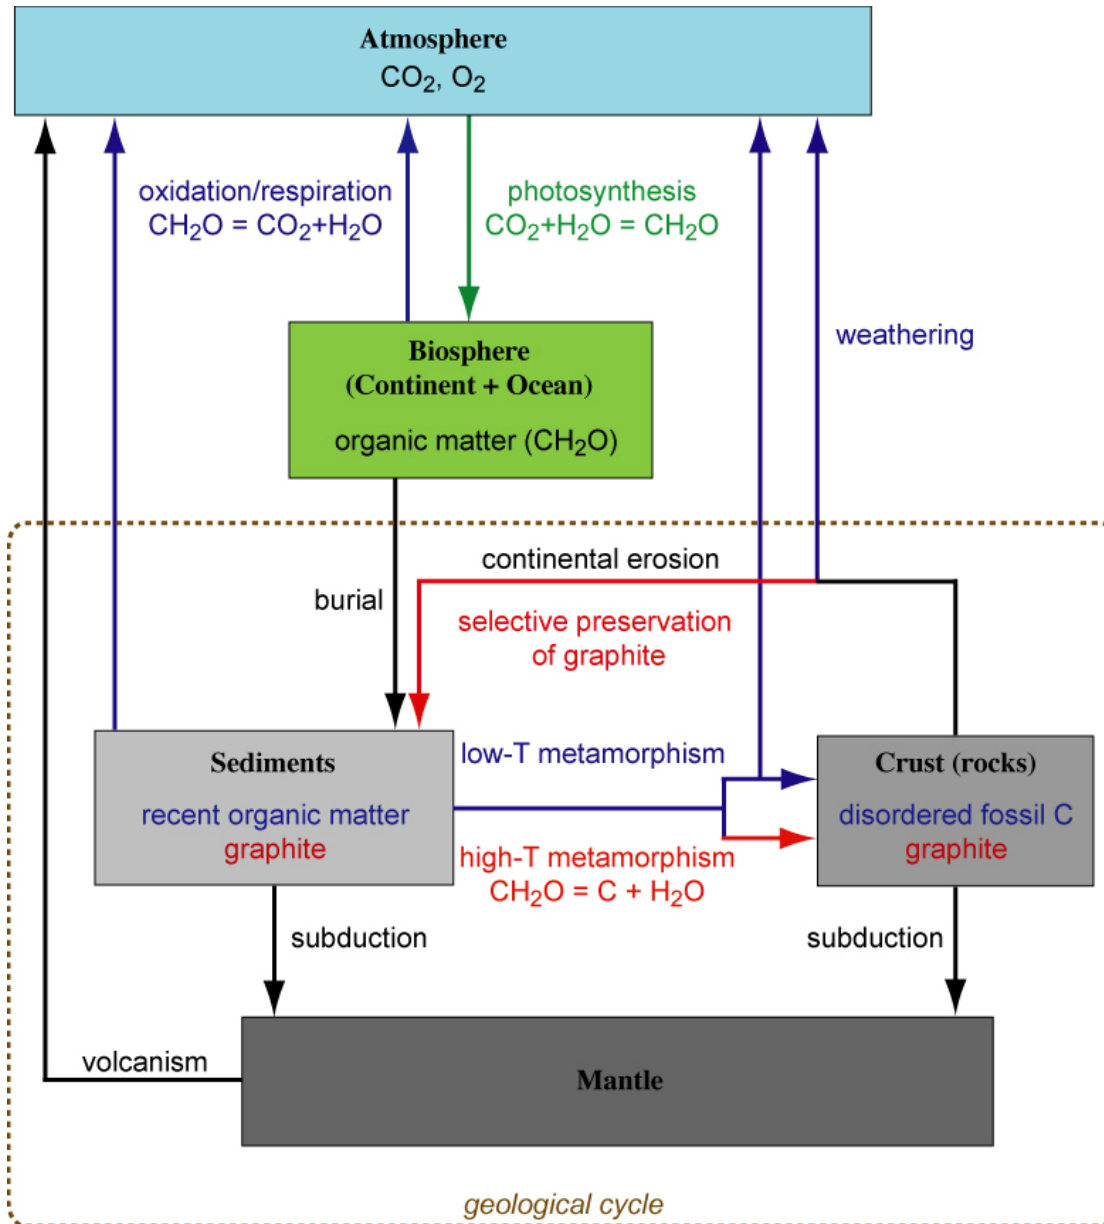 Atmosphere
CO₂, O₂
oxidation/respiration
CH₂O = CO₂+H₂O
photosynthesis
CO₂+H₂O = CH₂O
weathering
Biosphere
(Continent + Ocean)
organic matter (CH₂O)
continental erosion
burial
selective preservation
of graphite
Sediments
recent organic matter
graphite
low-T metamorphism
high-T metamorphism
CH₂O = C + H₂O
Crust (rocks)
disordered fossil C
graphite
subduction
subduction
volcanism
Mantle
geological cycle